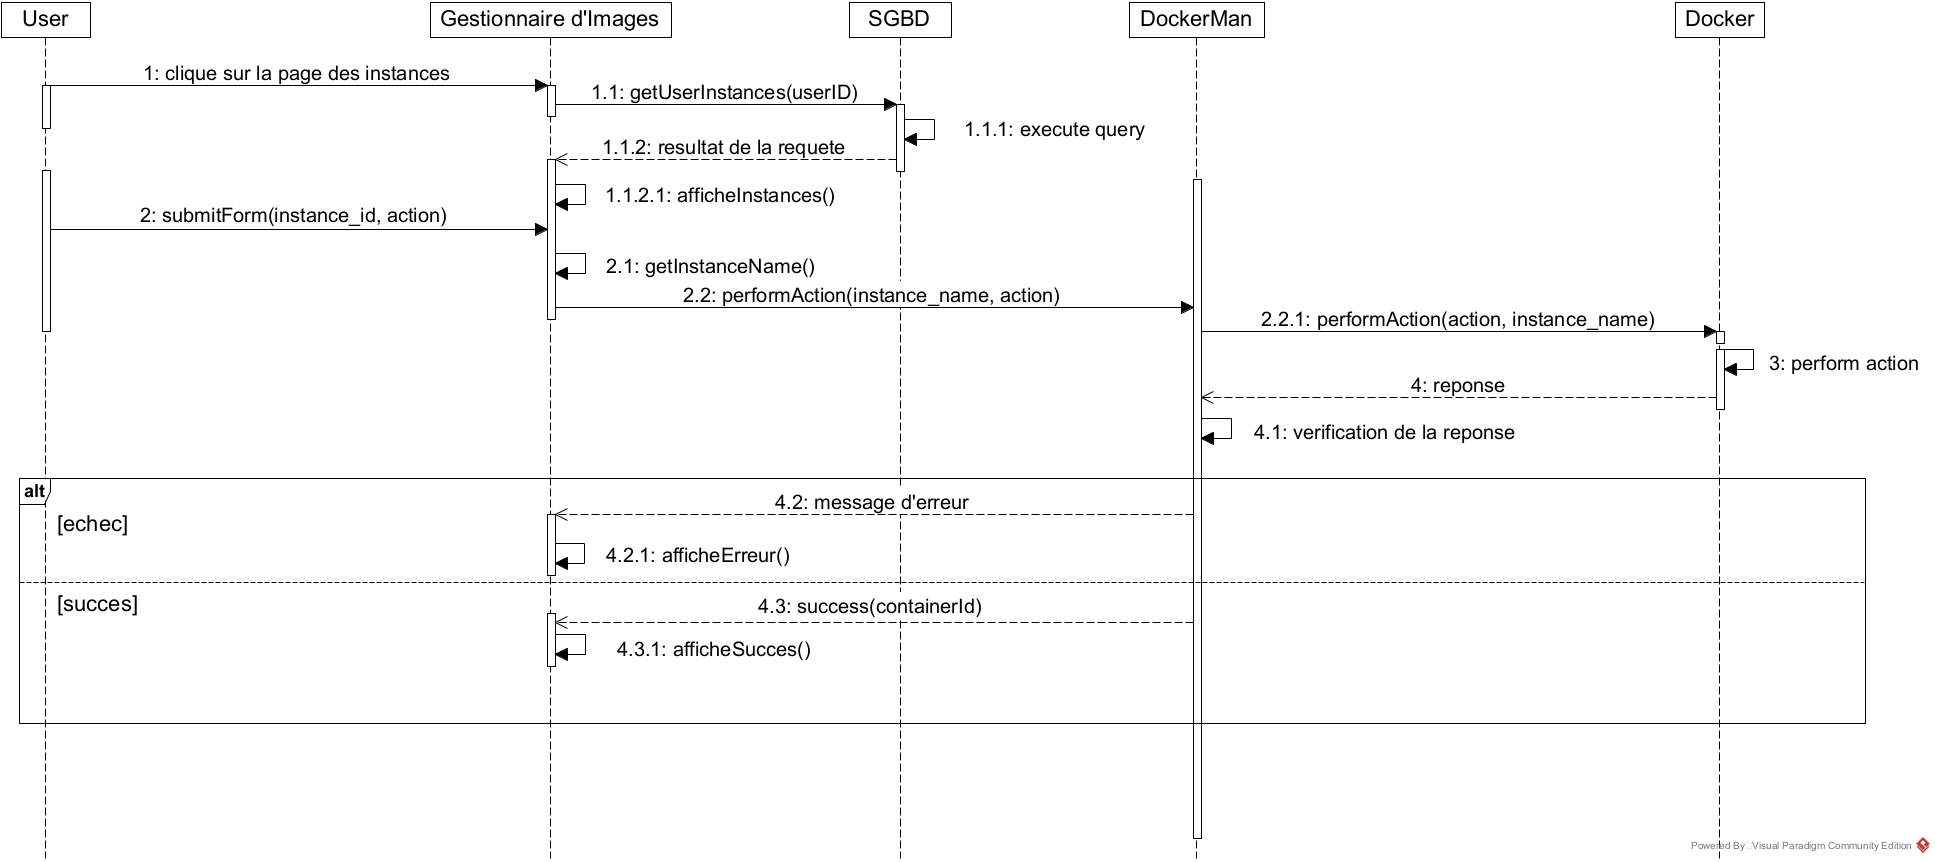 User
Gestionnaire d'Images
SGBD
DockerMan
Docker
1: clique sur la page des instances
1.1: getUserInstances(userID)
1.1.1: execute query
1.1.2: resultat de la requete
1.1.2.1: afficheInstances()
2: submitForm(instance_id, action)
2.1: getInstanceName()
2.2: performAction(instance_name, action)
2.2.1: performAction(action, instance_name)
3: perform action
4: reponse
4.1: verification de la reponse
alt
4.2: message d'erreur
[echec]
4.2.1: afficheErreur()
[succes]
4.3: success(containerId)
4.3.1: afficheSucces()
Powered By Visual Paradigm Community Edition